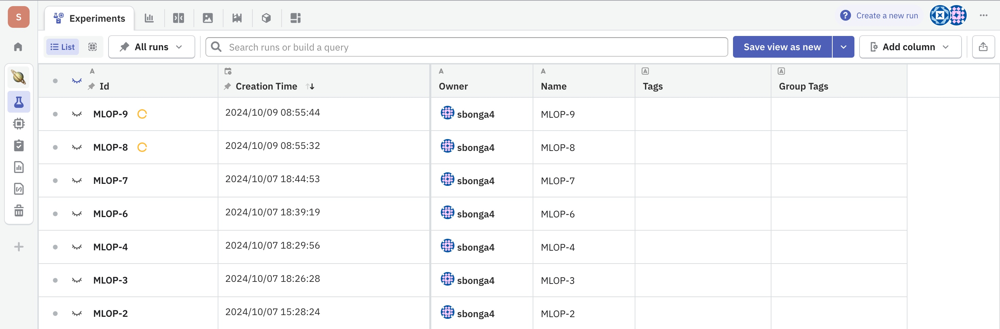 S
Experiments
? Create a new run
List
All runs
Search runs or build a query
Save view as new
Add column
A
A
A
A
A
Id
Creation Time
Owner
Name
Tags
Group Tags
MLOP-9 2024/10/09 08:55:44 sbonga4 MLOP-9
MLOP-8 2024/10/09 08:55:32 sbonga4 MLOP-8
MLOP-7 2024/10/07 18:44:53 sbonga4 MLOP-7
MLOP-6 2024/10/07 18:39:19 sbonga4 MLOP-6
MLOP-4 2024/10/07 18:29:56 sbonga4 MLOP-4
MLOP-3 2024/10/07 18:26:28 sbonga4 MLOP-3
MLOP-2 2024/10/07 15:28:24 sbonga4 MLOP-2